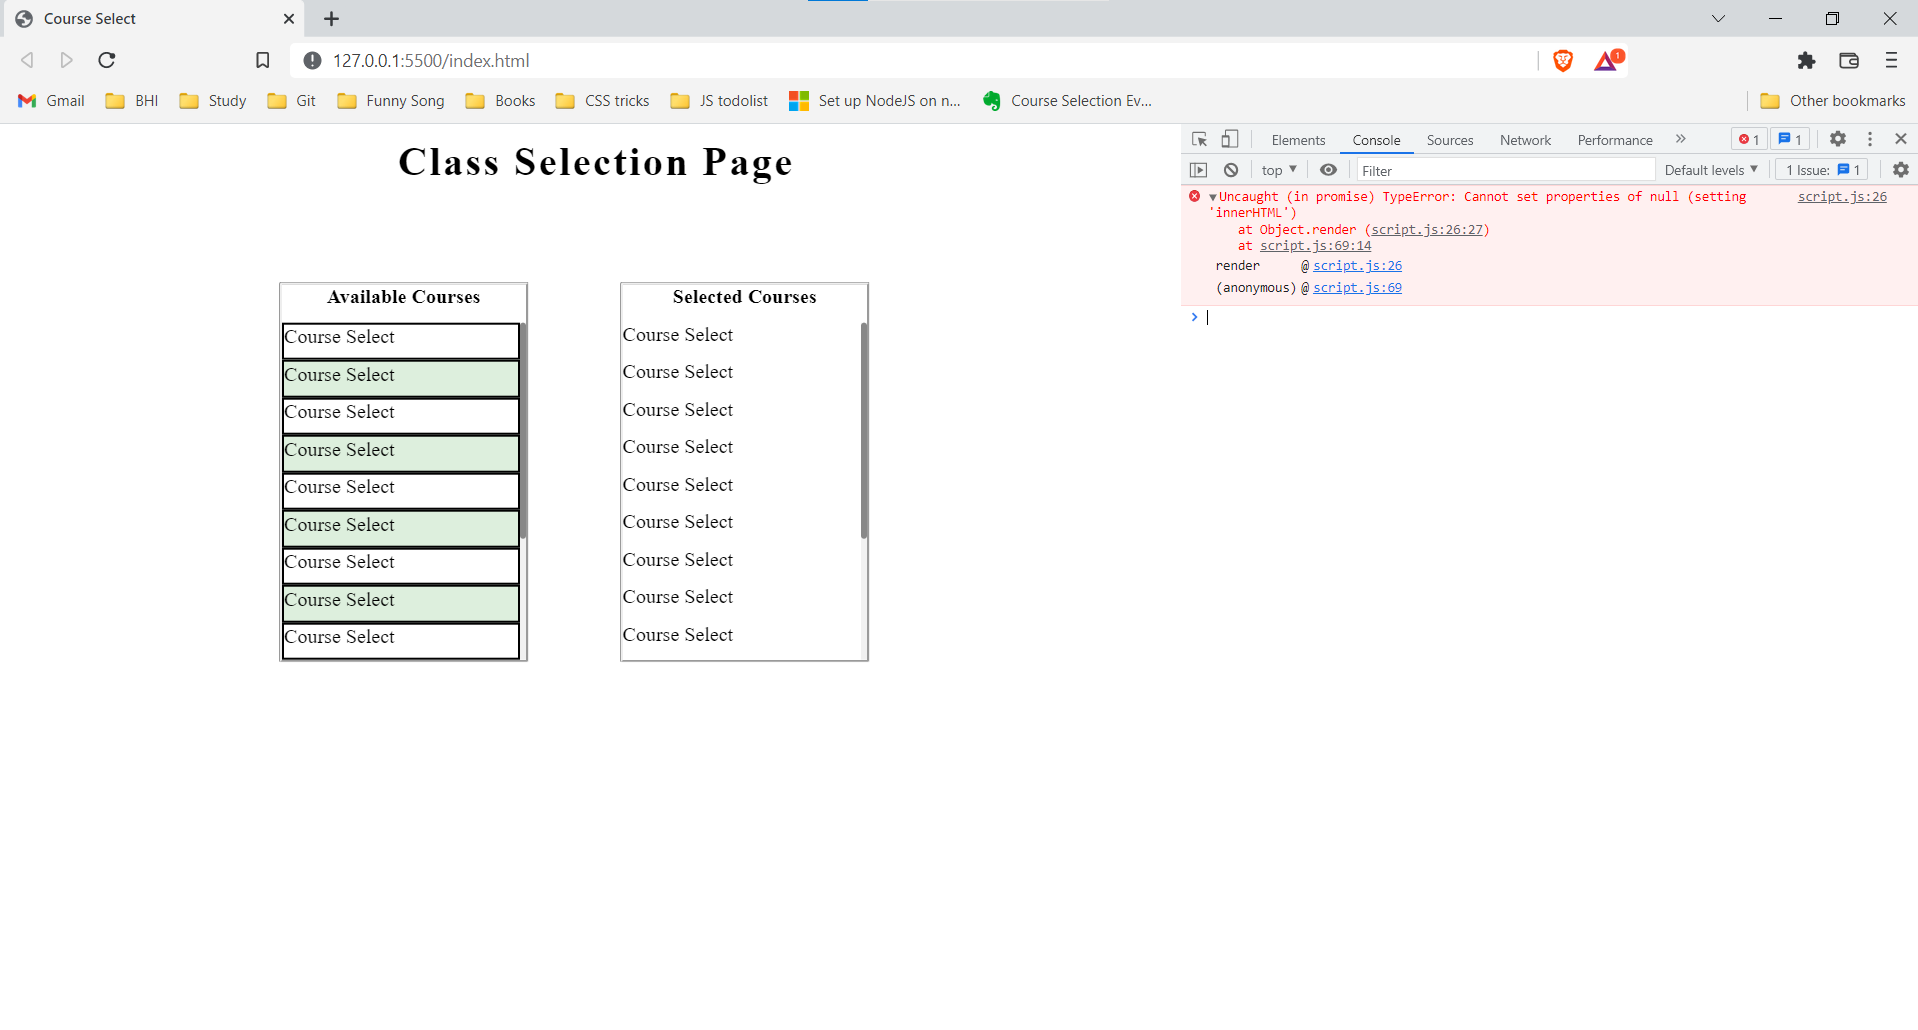 Course Select
127.0.0.1:5500/index.html
1
Gmail BHI Study Git Funny Song Books CSS tricks JS todolist Set up NodeJS on n... Course Selection Ev... Other bookmarks
Class Selection Page
Available Courses
Course Select
Course Select
Course Select
Course Select
Course Select
Course Select
Course Select
Course Select
Course Select
Selected Courses
Course Select
Course Select
Course Select
Course Select
Course Select
Course Select
Course Select
Course Select
Course Select
Elements Console Sources Network Performance » 1 1
top ▼ Filter Default levels ▼ 1 Issue: 1
▼Uncaught (in promise) TypeError: Cannot set properties of null (setting script.js:26
'innerHTML')
at Object.render (script.js:26:27)
at script.js:69:14
render @ script.js:26
(anonymous) @ script.js:69
>